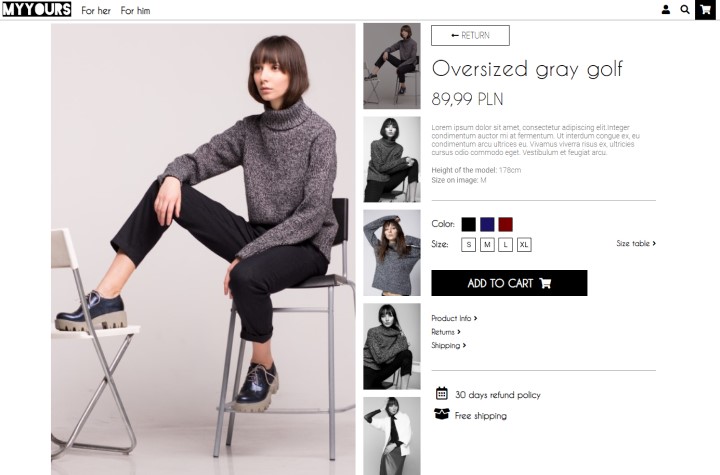 MYYOURS For her For him
← RETURN
Oversized gray golf
89,99 PLN
Lorem ipsum dolor sit amet, consectetur adipiscing elit.Integer
condimentum auctor mi at fermentum. Ut interdum congue ex, eu
condimentum arcu ultrices eu. Vivamus viverra risus ex, ultricies
cursus odio commodo eget. Vestibulum et feugiat arcu.
Height of the model: 178cm
Size on image: M
Color:
Size: S M L XL Size table >
ADD TO CART
Product Info >
Returns >
Shipping >
30 days refund policy
Free shipping